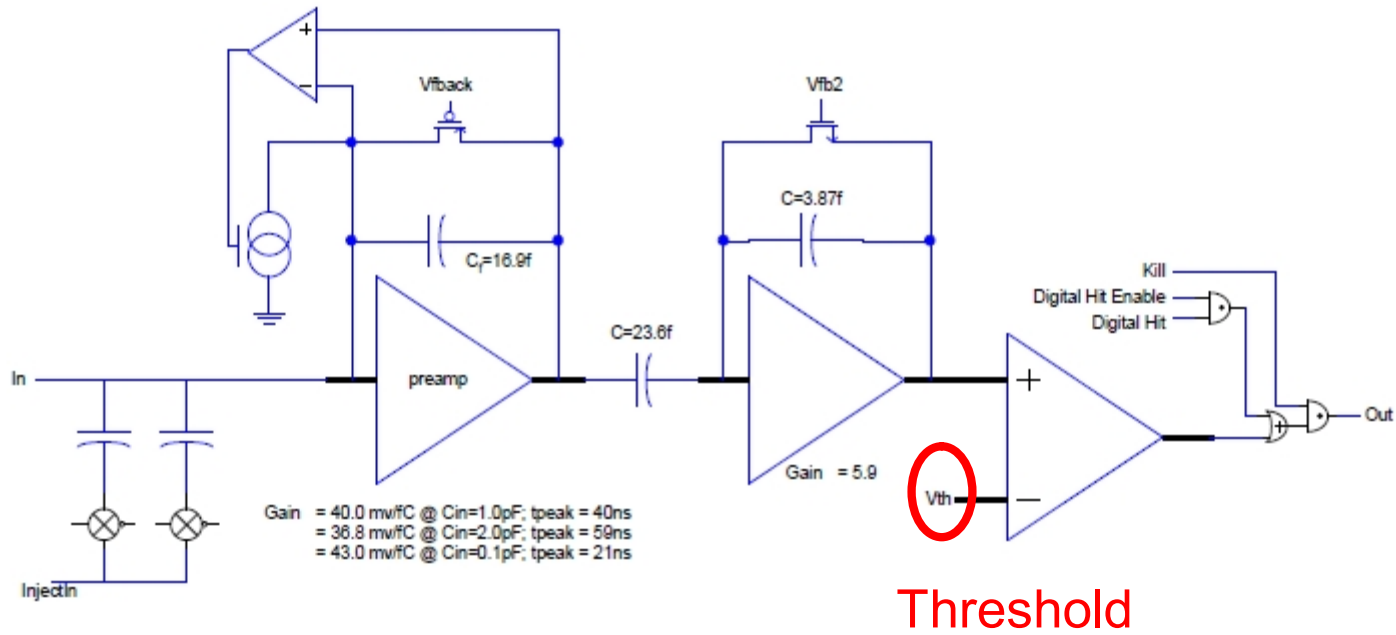 +
−
Vfback
Vfb2
C=3.87f
Cf=16.9f
Kill
Digital Hit Enable
Digital Hit
C=23.6f
In
preamp
+
+
Out
Gain = 5.9
Vth
−
Gain = 40.0 mv/fC @ Cin=1.0pF; tpeak = 40ns
= 36.8 mv/fC @ Cin=2.0pF; tpeak = 59ns
= 43.0 mv/fC @ Cin=0.1pF; tpeak = 21ns
InjectIn
Threshold